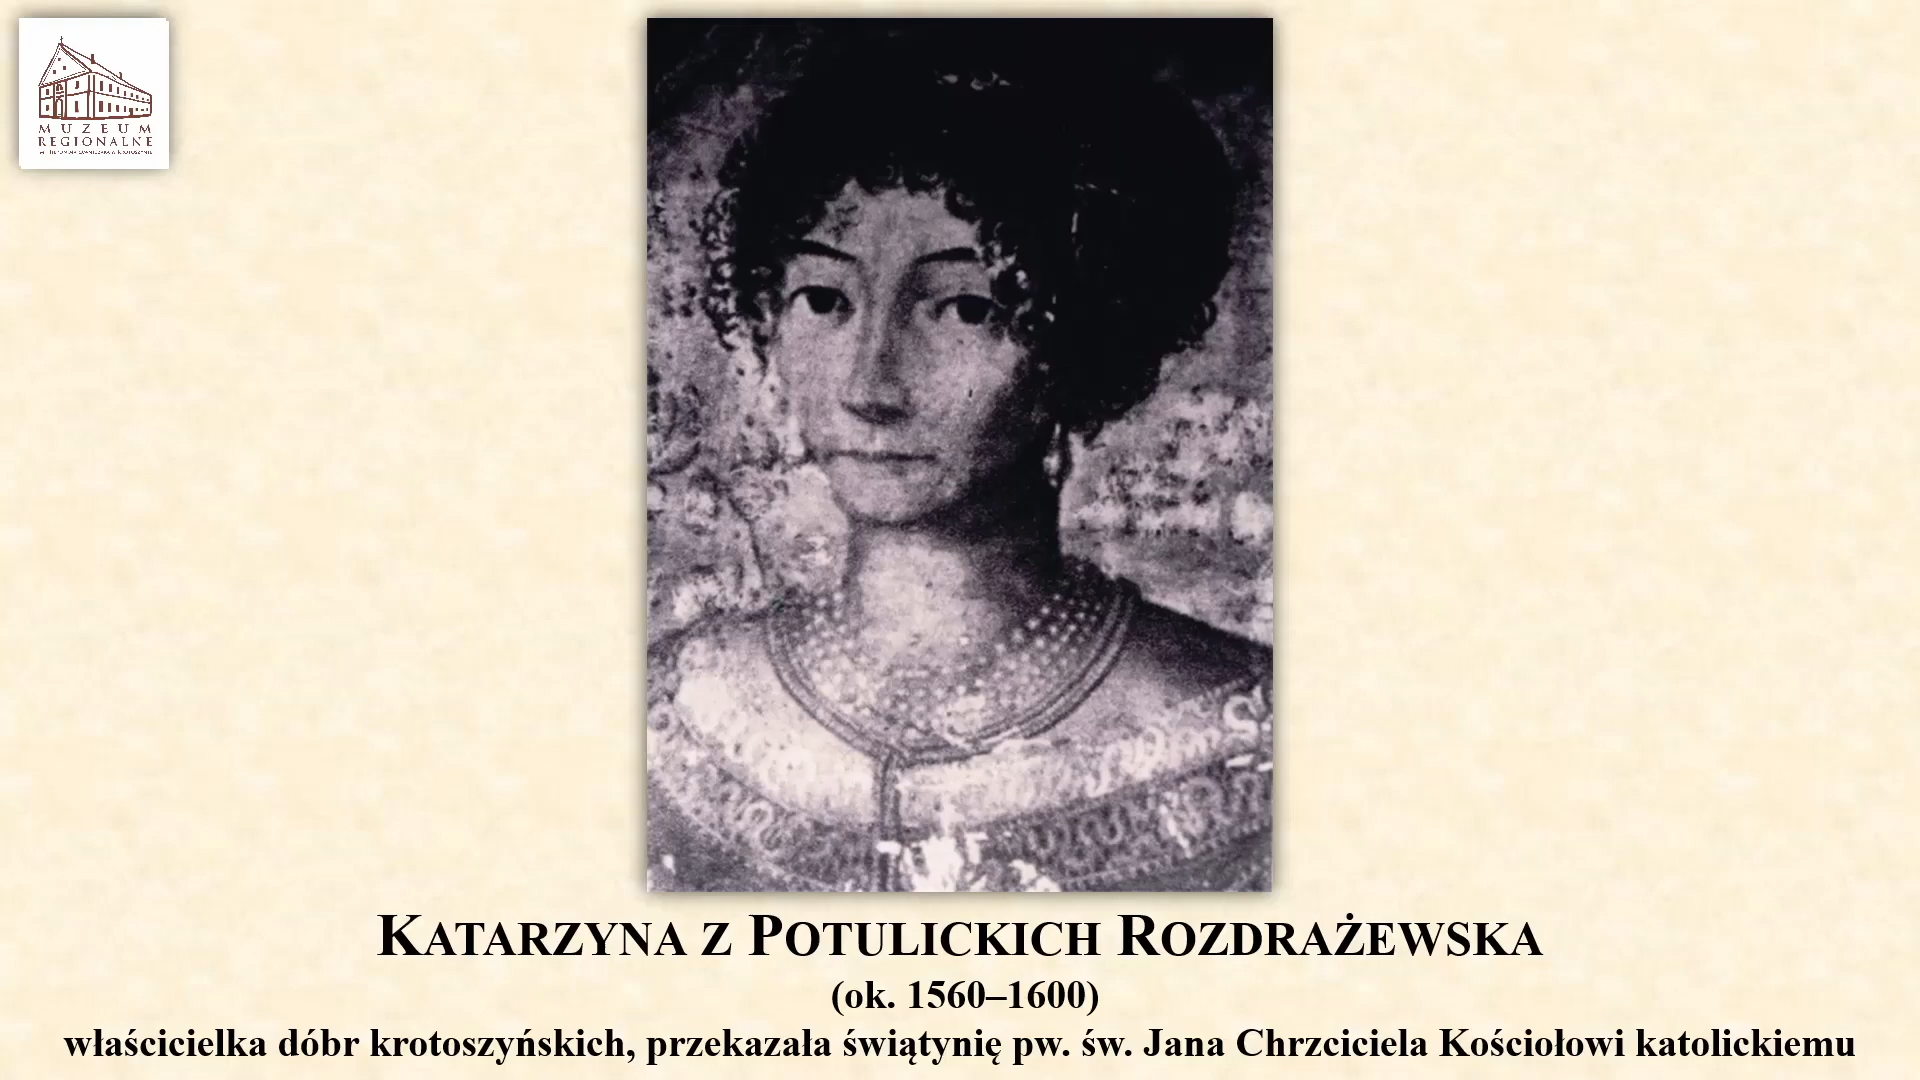 MUZEUM
REGIONALNE
KATARZYNA Z POTULICKICH ROZDRAŻEWSKA
(ok. 1560–1600)
właścicielka dóbr krotoszyńskich, przekazała świątynię pw. św. Jana Chrzciciela Kościołowi katolickiemu